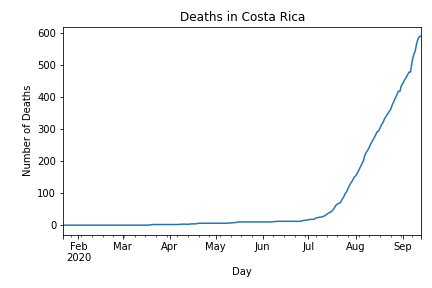 Deaths in Costa Rica
600
500
400
300
200
100
0
Number of Deaths
Feb Mar Apr May Jun Jul Aug Sep
2020
Day